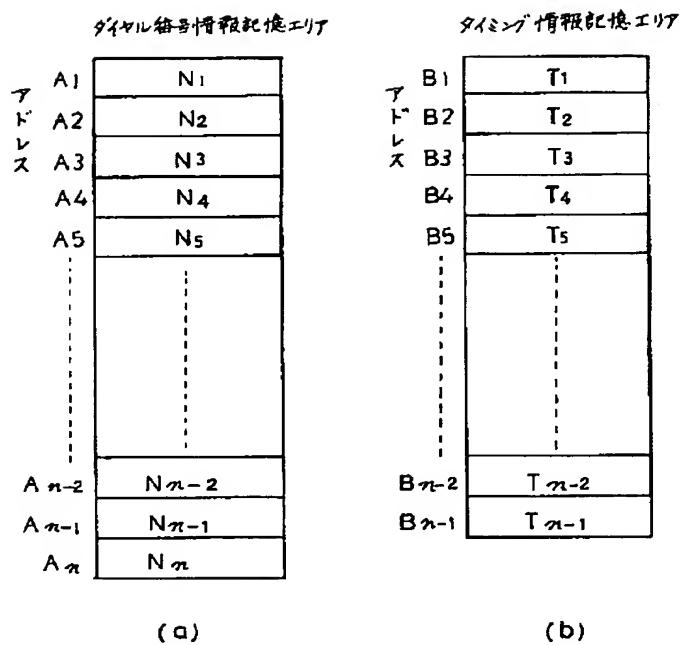 ダイヤル番号情報記憶エリア
アドレス
A1 N1
A2 N2
A3 N3
A4 N4
A5 N5
An-2 Nn-2
An-1 Nn-1
An Nn
(a)
タイミング情報記憶エリア
アドレス
B1 T1
B2 T2
B3 T3
B4 T4
B5 T5
Bn-2 Tn-2
Bn-1 Tn-1
(b)